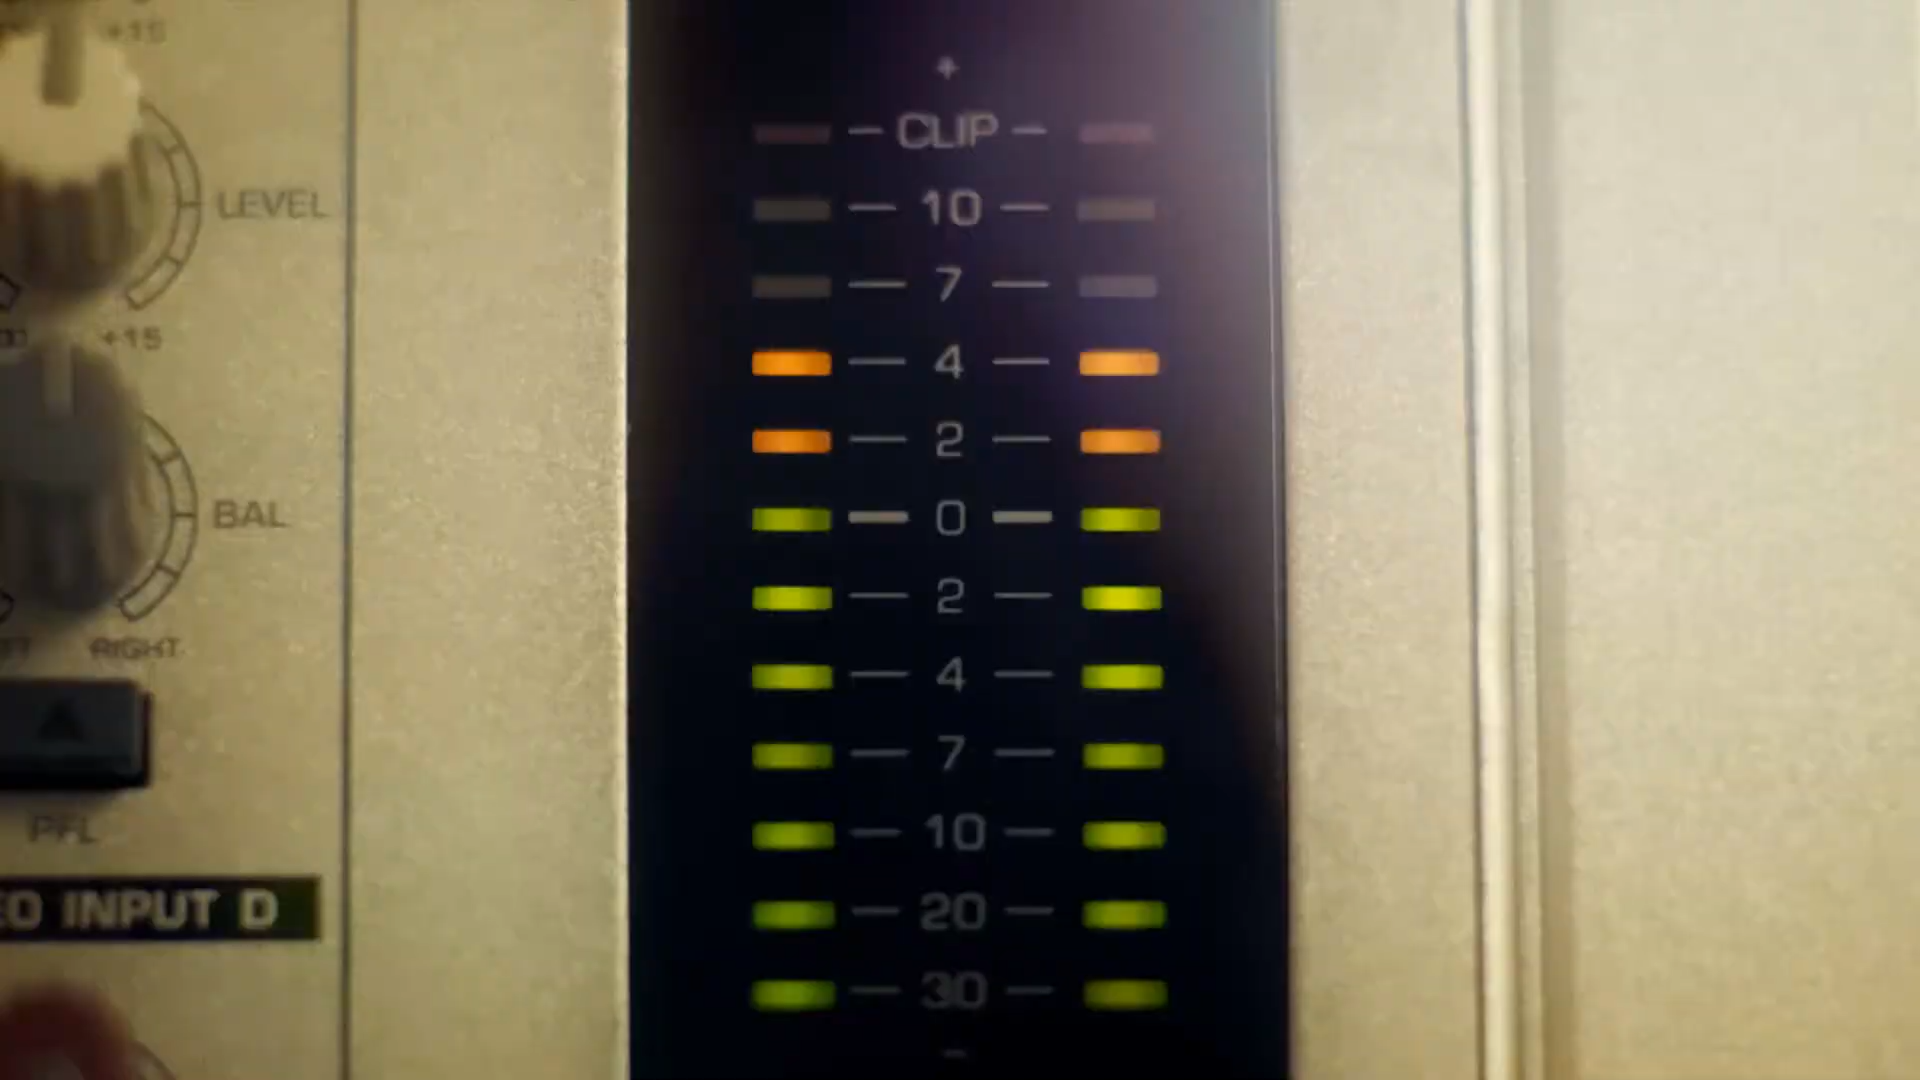 +15
LEVEL
+15
BAL
RIGHT
PFL
INPUT D
+
— CLIP —
— 10 —
— 7 —
— 4 —
— 2 —
— 0 —
— 2 —
— 4 —
— 7 —
— 10 —
— 20 —
— 30 —
-